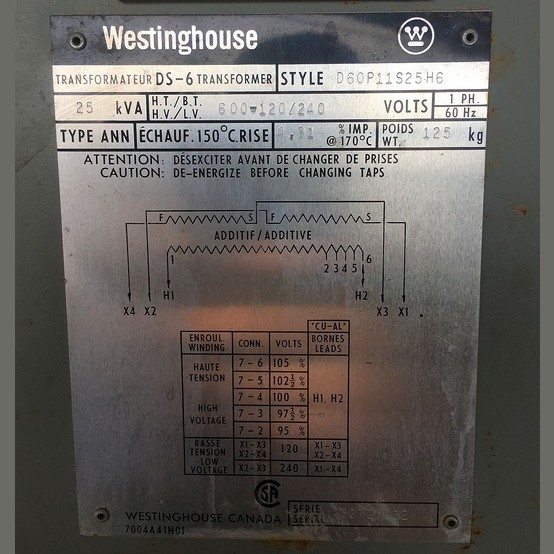 Westinghouse
TRANSFORMATEUR DS-6 TRANSFORMER STYLE D60P11S25H6
25 kVA H.T./B.T. H.V./L.V. 600-120/240 VOLTS 1 PH. 60 Hz
TYPE ANN ÉCHAUF. 150°C. RISE % IMP. @ 170°C POIDS WT. 125 kg
ATTENTION: DÉSEXCITER AVANT DE CHANGER DE PRISES
CAUTION: DE-ENERGIZE BEFORE CHANGING TAPS
F S F S
ADDITIF/ADDITIVE
1 2 3 4 5 6
H1 H2
X4 X2 X3 X1
"CU-AL"
ENROUL. WINDING CONN. VOLTS BORNES LEADS
HAUTE TENSION HIGH VOLTAGE
7-6 105 %
7-5 102½ %
7-4 100 % H1, H2
7-3 97½ %
7-2 95 %
BASSE TENSION LOW VOLTAGE
X1-X3 X2-X4 120 X1-X3 X2-X4
X2-X3 240 X1-X4
CSA
WESTINGHOUSE CANADA SERIE SERIAL
7004A41H01